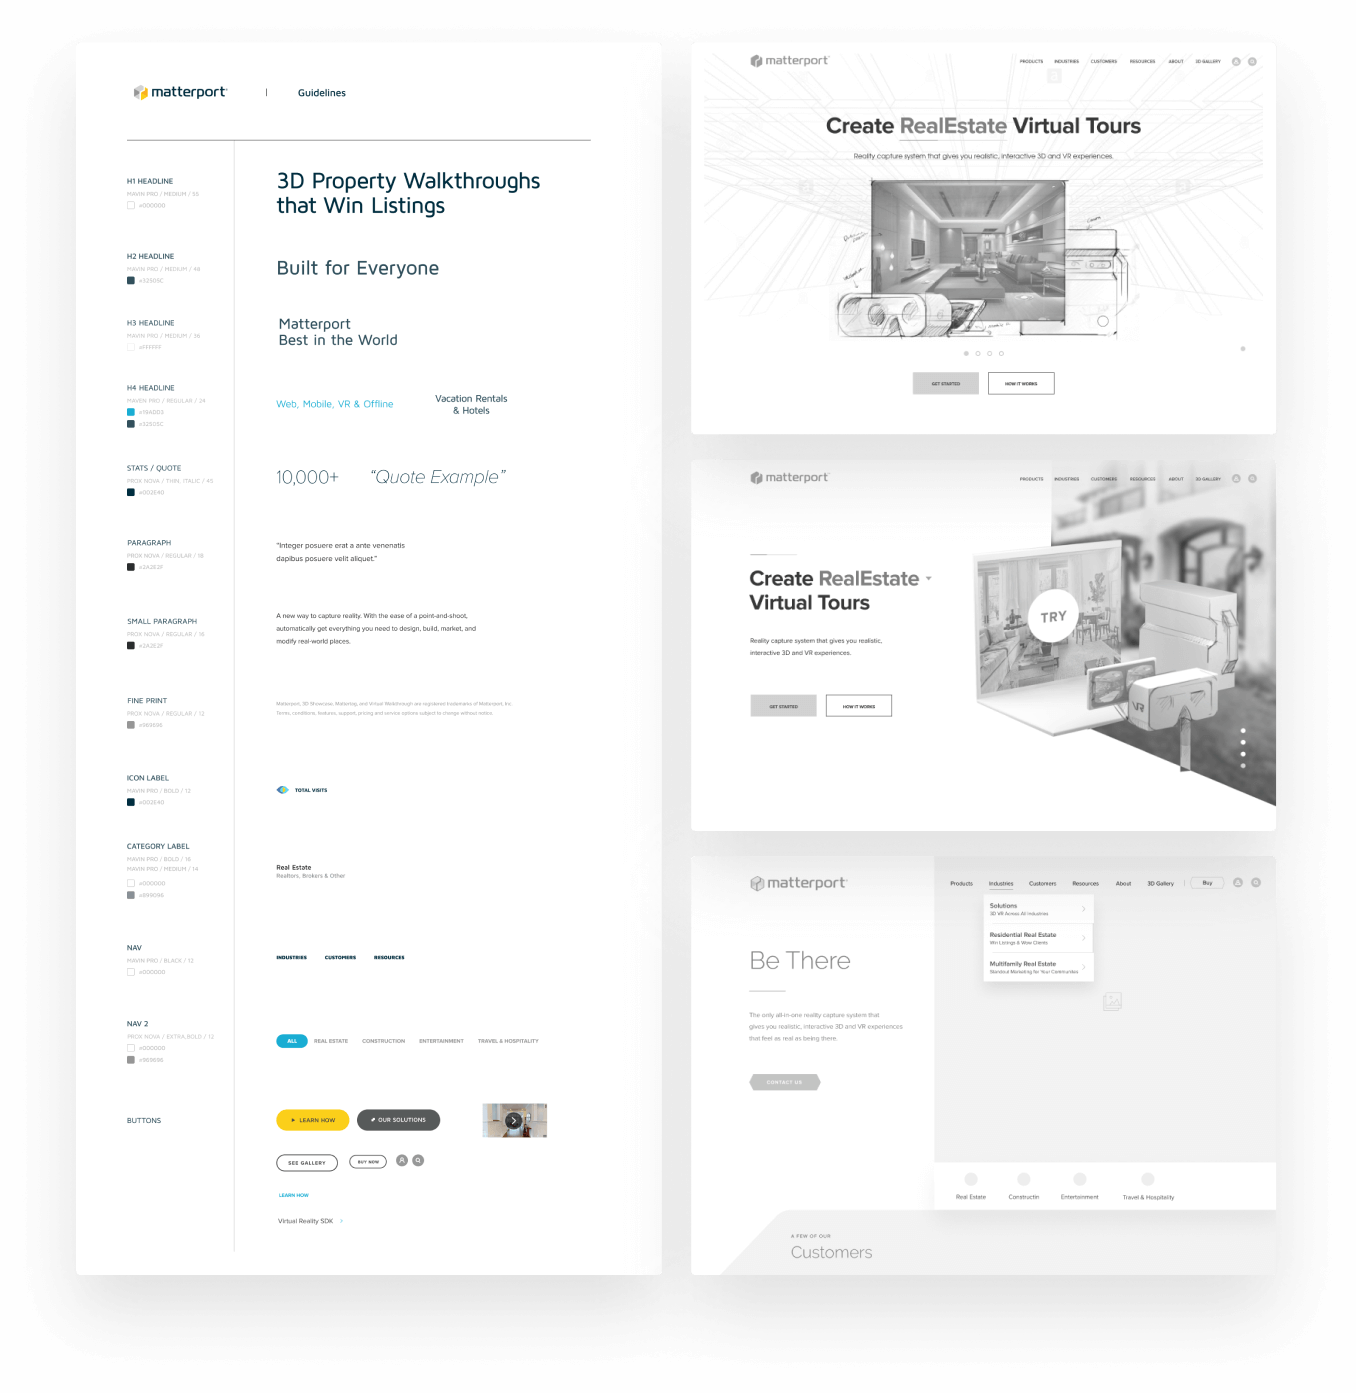 matterport
Guidelines
H1 HEADLINE
MAVIN PRO / MEDIUM / 55
#000000
3D Property Walkthroughs
that Win Listings
H2 HEADLINE
MAVIN PRO / MEDIUM / 48
#32505C
Built for Everyone
H3 HEADLINE
MAVIN PRO / MEDIUM / 36
#FFFFFF
Matterport
Best in the World
H4 HEADLINE
MAVEN PRO / REGULAR / 24
#19ADD3
#32505C
Web, Mobile, VR & Offline
Vacation Rentals
& Hotels
STATS / QUOTE
PROX NOVA / THIN, ITALIC / 45
#002E40
10,000+
“Quote Example”
PARAGRAPH
PROX NOVA / REGULAR / 18
#2A2E2F
"Integer posuere erat a ante venenatis
dapibus posuere velit aliquet."
SMALL PARAGRAPH
PROX NOVA / REGULAR / 16
#2A2E2F
A new way to capture reality. With the ease of a point-and-shoot,
automatically get everything you need to design, build, market, and
modify real-world places.
FINE PRINT
PROX NOVA / REGULAR / 12
#969696
Matterport, 3D Showcase, Mattertag, and Virtual Walkthrough are registered trademarks of Matterport, Inc.
Terms, conditions, features, support, pricing and service options subject to change without notice.
ICON LABEL
MAVIN PRO / BOLD / 12
#002E40
TOTAL VISITS
CATEGORY LABEL
MAVIN PRO / BOLD / 16
MAVIN PRO / MEDIUM / 14
#000000
#999096
Real Estate
Realtors, Brokers & Other
NAV
MAVIN PRO / BLACK / 12
#000000
INDUSTRIES
CUSTOMERS
RESOURCES
NAV 2
PROX NOVA / EXTRA.BOLD / 12
#000000
#969696
ALL
REAL ESTATE
CONSTRUCTION
ENTERTAINMENT
TRAVEL & HOSPITALITY
BUTTONS
LEARN HOW
OUR SOLUTIONS
SEE GALLERY
BUY NOW
LEARN HOW
Virtual Reality SDK
matterport
PRODUCTS
INDUSTRIES
CUSTOMERS
RESOURCES
ABOUT
3D GALLERY
Create RealEstate Virtual Tours
Reality capture system that gives you realistic, interactive 3D and VR experiences.
GET STARTED
HOW IT WORKS
matterport
PRODUCTS
INDUSTRIES
CUSTOMERS
RESOURCES
ABOUT
3D GALLERY
Create RealEstate
Virtual Tours
Reality capture system that gives you realistic,
interactive 3D and VR experiences.
GET STARTED
HOW IT WORKS
TRY
VR
matterport
Products
Industries
Customers
Resources
About
3D Gallery
Buy
Solutions
3D VR Across All Industries
Residential Real Estate
Win Listings & Wow Clients
Multifamily Real Estate
Standout Marketing for Your Communities
Be There
The only all-in-one reality capture system that
gives you realistic, interactive 3D and VR experiences
that feel as real as being there.
CONTACT US
Real Estate
Constructin
Entertainment
Travel & Hospitality
A FEW OF OUR
Customers